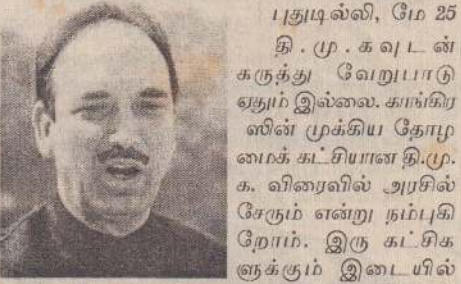 புதுடில்லி, மே 25
தி.மு.கவுடன்
கருத்து வேறுபாடு
ஏதும் இல்லை. காங்கிர
ஸின் முக்கிய தோழ
மைக் கட்சியான தி.மு.
க. விரைவில் அரசில்
சேரும் என்று நம்புகி
றோம். இரு கட்சிக
ளுக்கும் இடையில்